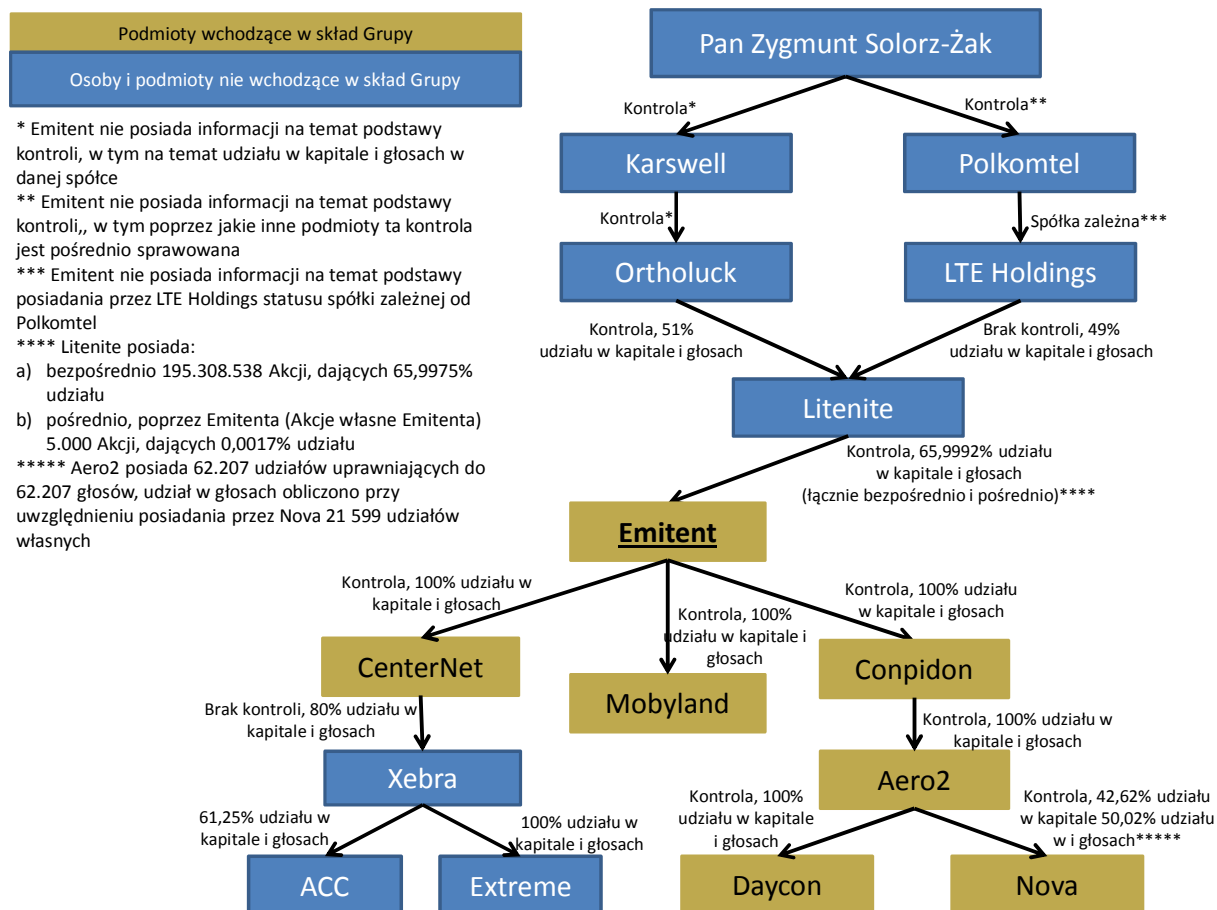 Podmioty wchodzące w skład Grupy
Osoby i podmioty nie wchodzące w skład Grupy
* Emitent nie posiada informacji na temat podstawy
kontroli, w tym na temat udziału w kapitale i głosach w
danej spółce
** Emitent nie posiada informacji na temat podstawy
kontroli,, w tym poprzez jakie inne podmioty ta kontrola
jest pośrednio sprawowana
*** Emitent nie posiada informacji na temat podstawy
posiadania przez LTE Holdings statusu spółki zależnej od
Polkomtel
**** Litenite posiada:
a) bezpośrednio 195.308.538 Akcji, dających 65,9975%
udziału
b) pośrednio, poprzez Emitenta (Akcje własne Emitenta)
5.000 Akcji, dających 0,0017% udziału
***** Aero2 posiada 62.207 udziałów uprawniających do
62.207 głosów, udział w głosach obliczono przy
uwzględnieniu posiadania przez Nova 21 599 udziałów
własnych
Pan Zygmunt Solorz-Żak
Kontrola*
Kontrola**
Karswell
Polkomtel
Kontrola*
Spółka zależna***
Ortholuck
LTE Holdings
Kontrola, 51%
udziału w kapitale i głosach
Brak kontroli, 49%
udziału w kapitale i głosach
Litenite
Kontrola, 65,9992% udziału
w kapitale i głosach
(łącznie bezpośrednio i pośrednio)****
Emitent
Kontrola, 100% udziału w
kapitale i głosach
Kontrola, 100%
udziału w kapitale i
głosach
Kontrola, 100% udziału
w kapitale i głosach
CenterNet
Mobyland
Conpidon
Brak kontroli, 80% udziału w
kapitale i głosach
Kontrola, 100% udziału w
kapitale i głosach
Xebra
Aero2
61,25% udziału w
kapitale i głosach
100% udziału w
kapitale i głosach
Kontrola, 100%
udziału w kapitale
i głosach
Kontrola, 42,62% udziału
w kapitale 50,02% udziału
w i głosach*****
ACC
Extreme
Daycon
Nova